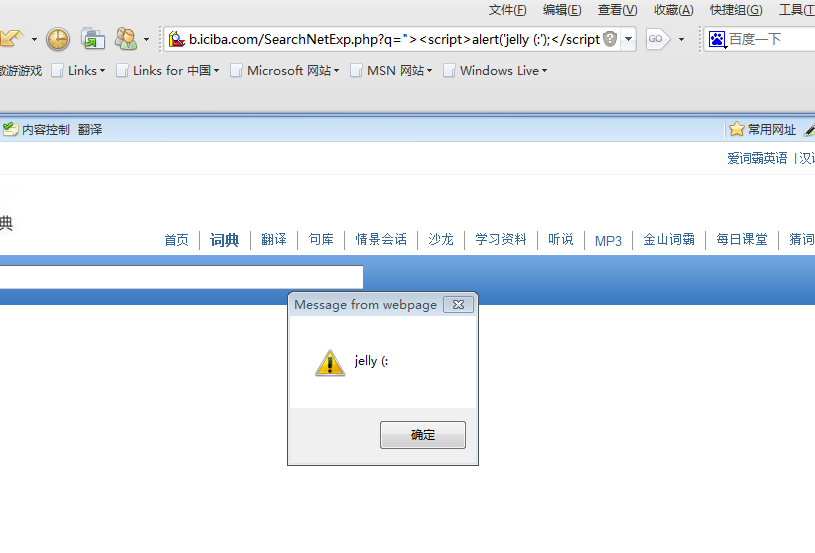 文件(F) 编辑(E) 查看(V) 收藏(A) 快捷组(G) 工具(T
b.iciba.com/SearchNetExp.php?q="><script>alert('jelly (:');</script
GO
百度一下
游游戏 Links Links for 中国 Microsoft 网站 MSN 网站 Windows Live
内容控制 翻译 常用网址
爱词霸英语 | 汉
典
首页 词典 翻译 句库 情景会话 沙龙 学习资料 听说 MP3 金山词霸 每日课堂 猜词
Message from webpage
jelly (:
确定